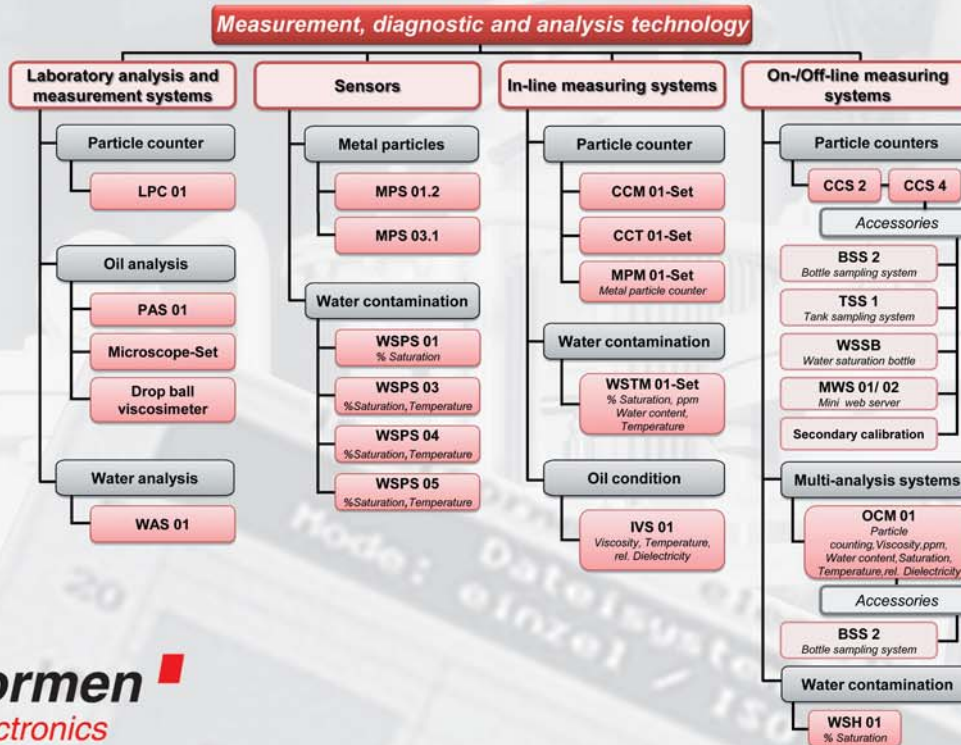 Measurement, diagnostic and analysis technology
Laboratory analysis and
measurement systems
Particle counter
LPC 01
Oil analysis
PAS 01
Microscope-Set
Drop ball
viscosimeter
Water analysis
WAS 01
Sensors
Metal particles
MPS 01.2
MPS 03.1
Water contamination
WSPS 01
% Saturation
WSPS 03
%Saturation,Temperature
WSPS 04
%Saturation,Temperature
WSPS 05
%Saturation,Temperature
In-line measuring systems
Particle counter
CCM 01-Set
CCT 01-Set
MPM 01-Set
Metal particle counter
Water contamination
WSTM 01-Set
% Saturation, ppm
Water content,
Temperature
Oil condition
IVS 01
Viscosity, Temperature,
rel. Dielectricity
On-/Off-line measuring
systems
Particle counters
CCS 2
CCS 4
Accessories
BSS 2
Bottle sampling system
TSS 1
Tank sampling system
WSSB
Water saturation bottle
MWS 01/ 02
Mini web server
Secondary calibration
Multi-analysis systems
OCM 01
Particle
counting,Viscosity,ppm,
Water content,Saturation,
Temperature,rel. Dielectricity
Accessories
BSS 2
Bottle sampling system
Water contamination
WSH 01
% Saturation
ormen
ctronics
20
Dateisystem
Mode: einzel / ISO